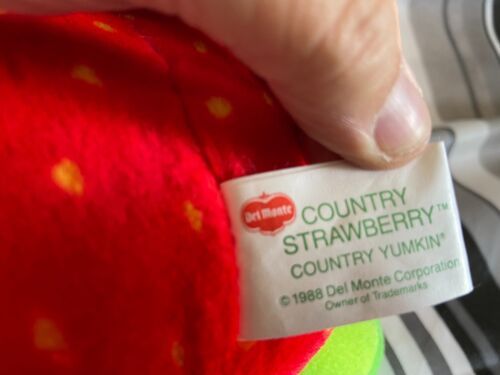 Del Monte
COUNTRY
STRAWBERRY™
COUNTRY YUMKIN®
©1988 Del Monte Corporation
Owner of Trademarks